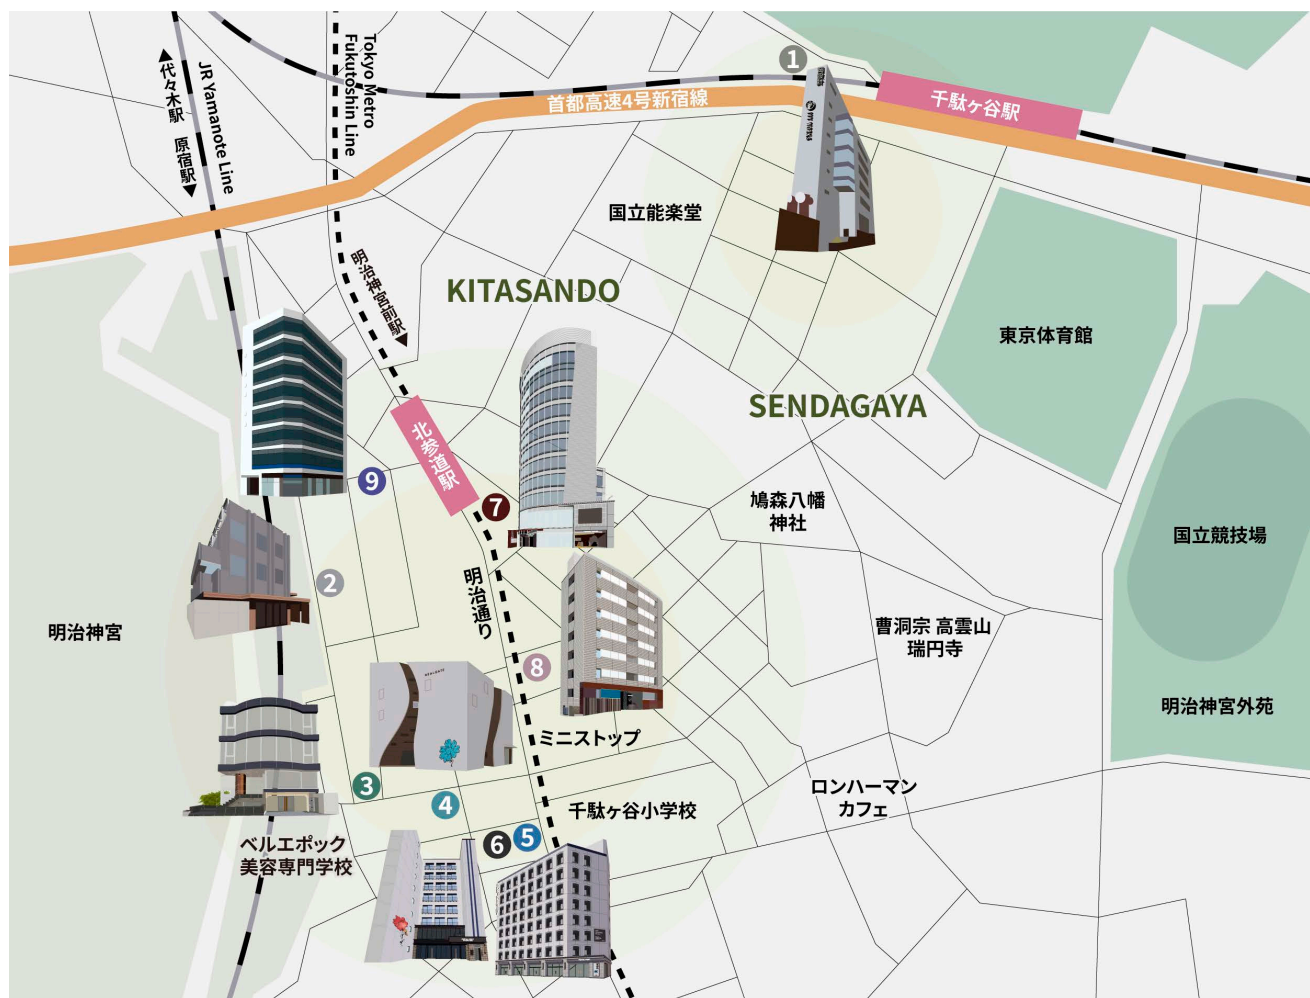 1
千駄ヶ谷駅
首都高速4号新宿線
Tokyo Metro
Fukutoshin Line
JR Yamanote Line
代々木駅
原宿駅
国立能楽堂
明治神宮前駅
KITASANDO
東京体育館
SENDAGAYA
北参道駅
9
7
鳩森八幡
神社
国立競技場
2
明治通り
明治神宮
曹洞宗 高雲山
瑞円寺
8
明治神宮外苑
ミニストップ
3
4
千駄ヶ谷小学校
ロンハーマン
カフェ
6
5
ベルエポック
美容専門学校